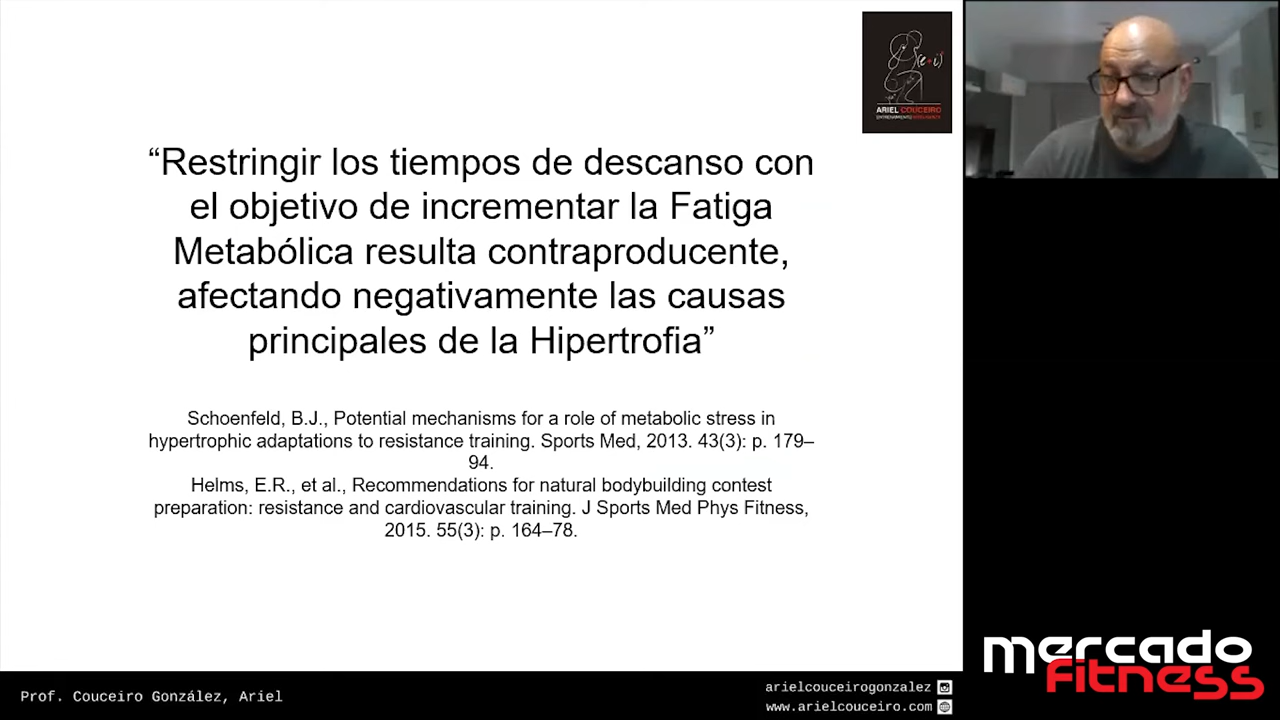 (e+i)
ARIEL COUCEIRO
“Restringir los tiempos de descanso con
el objetivo de incrementar la Fatiga
Metabólica resulta contraproducente,
afectando negativamente las causas
principales de la Hipertrofia”
Schoenfeld, B.J., Potential mechanisms for a role of metabolic stress in
hypertrophic adaptations to resistance training. Sports Med, 2013. 43(3): p. 179–
94.
Helms, E.R., et al., Recommendations for natural bodybuilding contest
preparation: resistance and cardiovascular training. J Sports Med Phys Fitness,
2015. 55(3): p. 164–78.
Prof. Couceiro González, Ariel
arielcouceirogonzalez
www.arielcouceiro.com
mercado
fitness